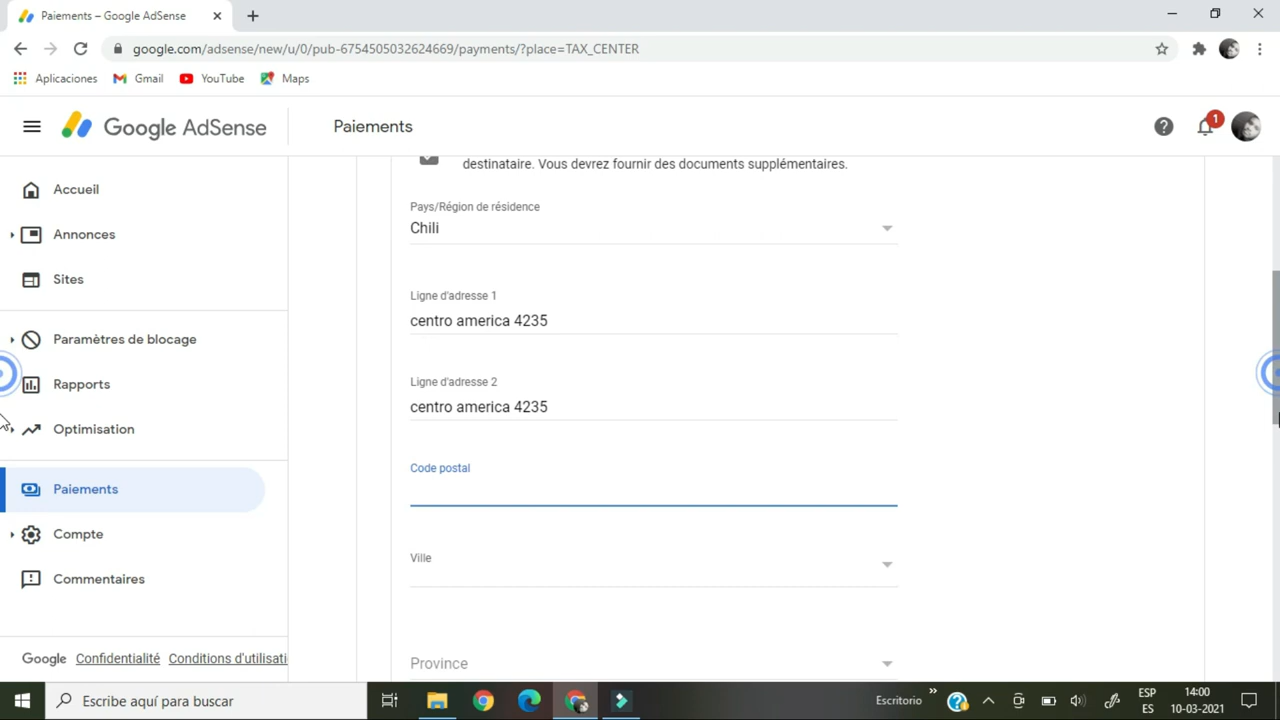 Paiements – Google AdSense
google.com/adsense/new/u/0/pub-6754505032624669/payments/?place=TAX_CENTER
Aplicaciones Gmail YouTube Maps
Google AdSense Paiements 1
destinataire. Vous devrez fournir des documents supplémentaires.
Accueil
Annonces
Sites
Paramètres de blocage
Rapports
Optimisation
Paiements
Compte
Commentaires
Google Confidentialité Conditions d'utilisati
Pays/Région de résidence
Chili
Ligne d'adresse 1
centro america 4235
Ligne d'adresse 2
centro america 4235
Code postal
Ville
Province
Escribe aquí para buscar
Escritorio
ESP
ES
14:00
10-03-2021